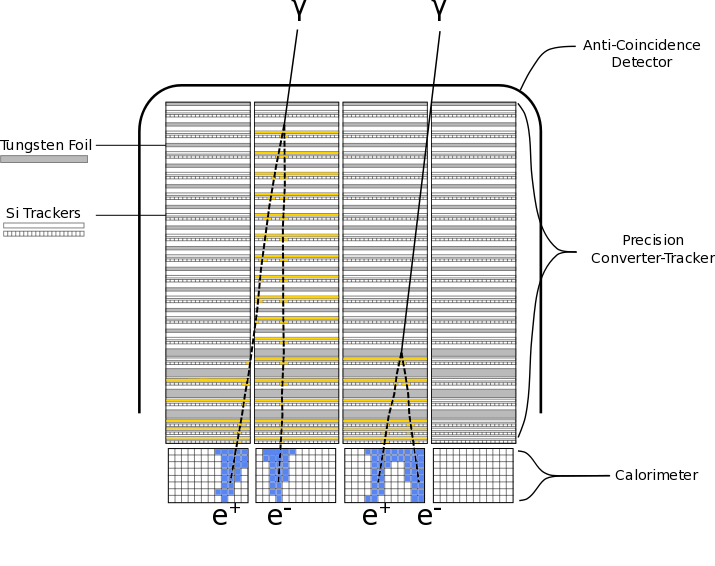 γ γ
Anti-Coincidence
Detector
Tungsten Foil
Si Trackers
Precision
Converter-Tracker
Calorimeter
e+ e- e+ e-